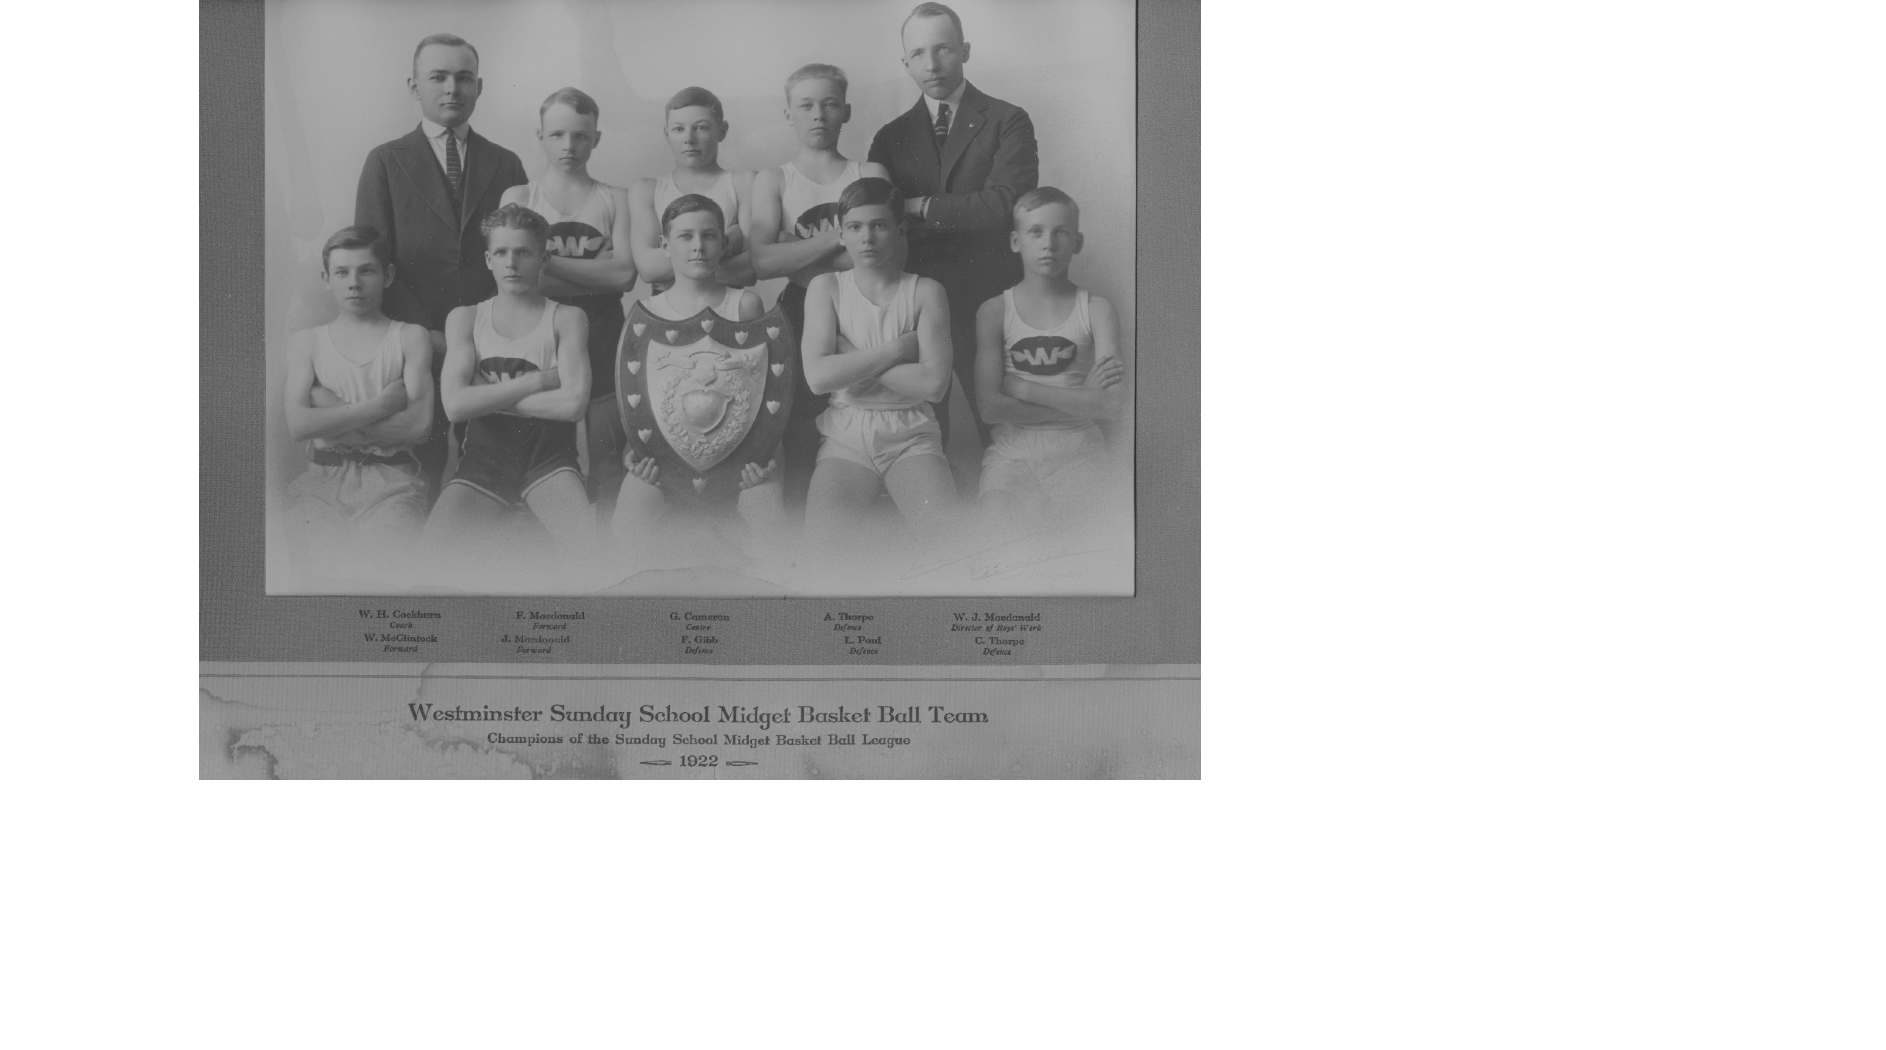 W
W
W
W
W. H. Cockburn F. Macdonald G. Cameron A. Thorpe W. J. Macdonald
Coach Forward Centre Defence Director of Boys' Work
W. McClintock J. Macdonald F. Gibb L. Paul C. Thorpe
Forward Forward Defence Defence Defence
Westminster Sunday School Midget Basket Ball Team
Champions of the Sunday School Midget Basket Ball League
1922